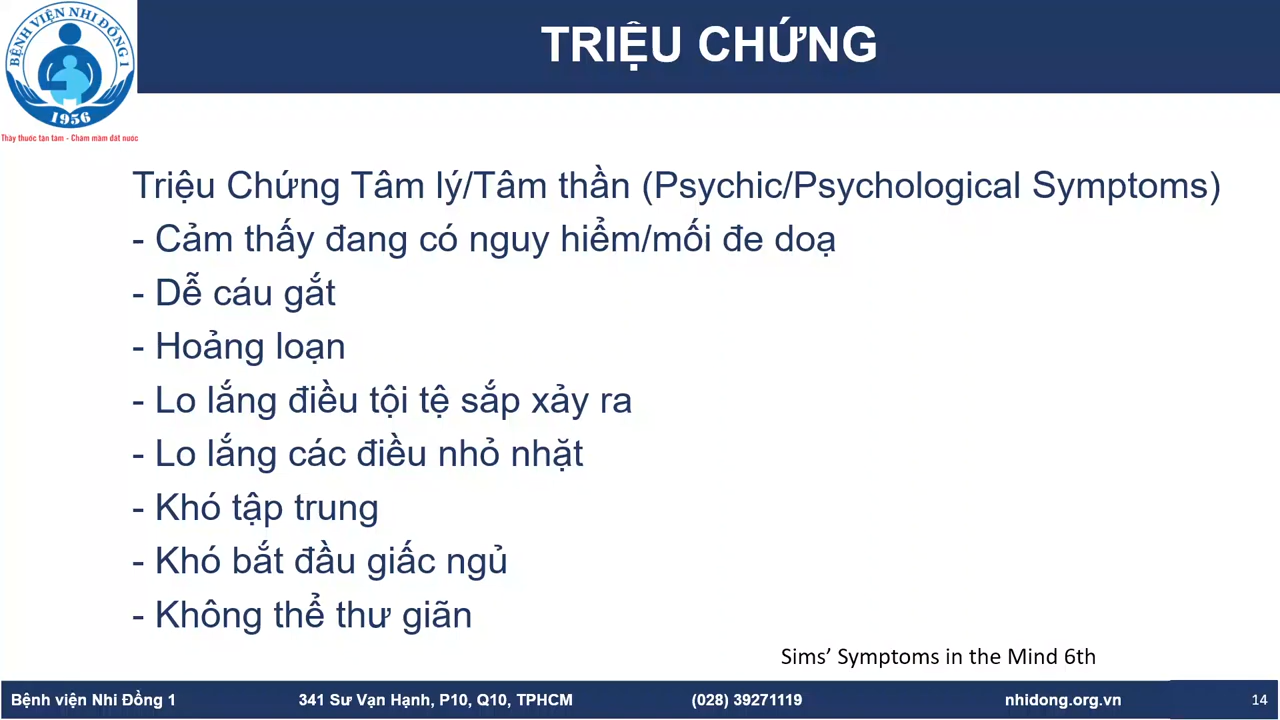 BỆNH VIỆN NHI ĐỒNG 1
1956
Thầy thuốc tận tâm - Chăm mầm đất nước
TRIỆU CHỨNG
Triệu Chứng Tâm lý/Tâm thần (Psychic/Psychological Symptoms)
- Cảm thấy đang có nguy hiểm/mối đe doạ
- Dễ cáu gắt
- Hoảng loạn
- Lo lắng điều tội tệ sắp xảy ra
- Lo lắng các điều nhỏ nhặt
- Khó tập trung
- Khó bắt đầu giấc ngủ
- Không thể thư giãn
Sims’ Symptoms in the Mind 6th
Bệnh viện Nhi Đồng 1 341 Sư Vạn Hạnh, P10, Q10, TPHCM (028) 39271119 nhidong.org.vn 14